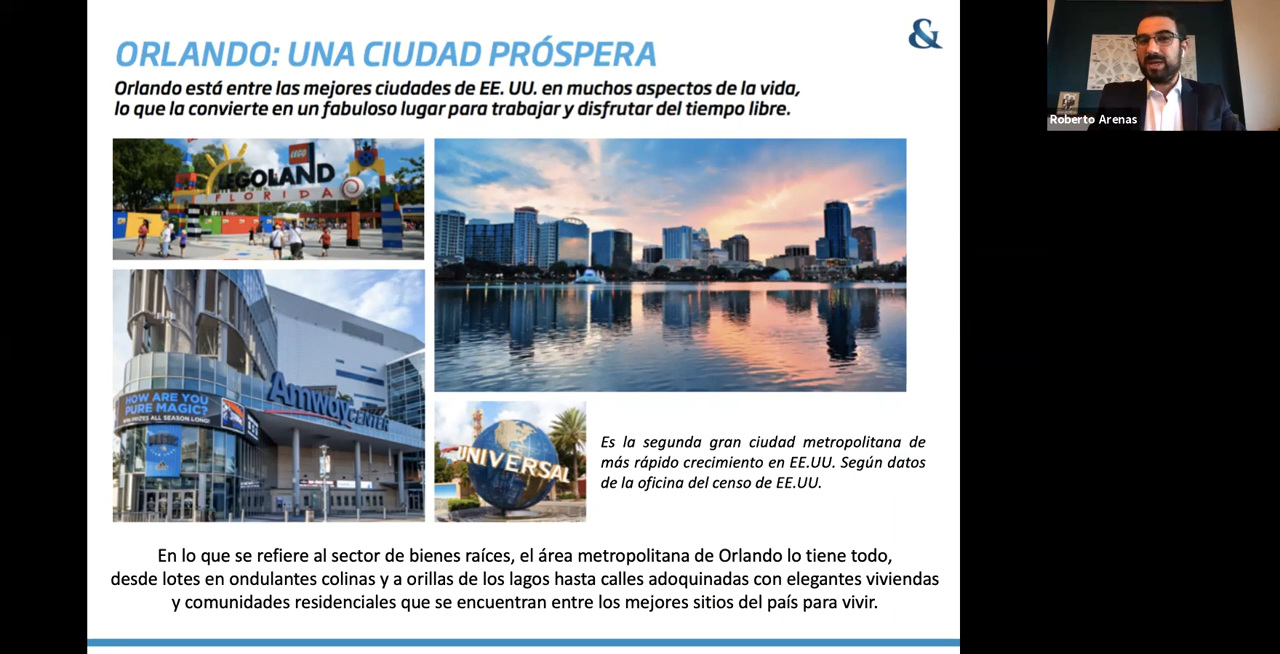 &
ORLANDO: UNA CIUDAD PRÓSPERA
Orlando está entre las mejores ciudades de EE. UU. en muchos aspectos de la vida,
lo que la convierte en un fabuloso lugar para trabajar y disfrutar del tiempo libre.
Roberto Arenas
LEGO
LEGOLAND
FLORIDA
HOW ARE YOU
PURE MAGIC?
PRIZES ALL SEASON LONG!
Amway CENTER
UNIVERSAL
Es la segunda gran ciudad metropolitana de
más rápido crecimiento en EE.UU. Según datos
de la oficina del censo de EE.UU.
En lo que se refiere al sector de bienes raíces, el área metropolitana de Orlando lo tiene todo,
desde lotes en ondulantes colinas y a orillas de los lagos hasta calles adoquinadas con elegantes viviendas
y comunidades residenciales que se encuentran entre los mejores sitios del país para vivir.